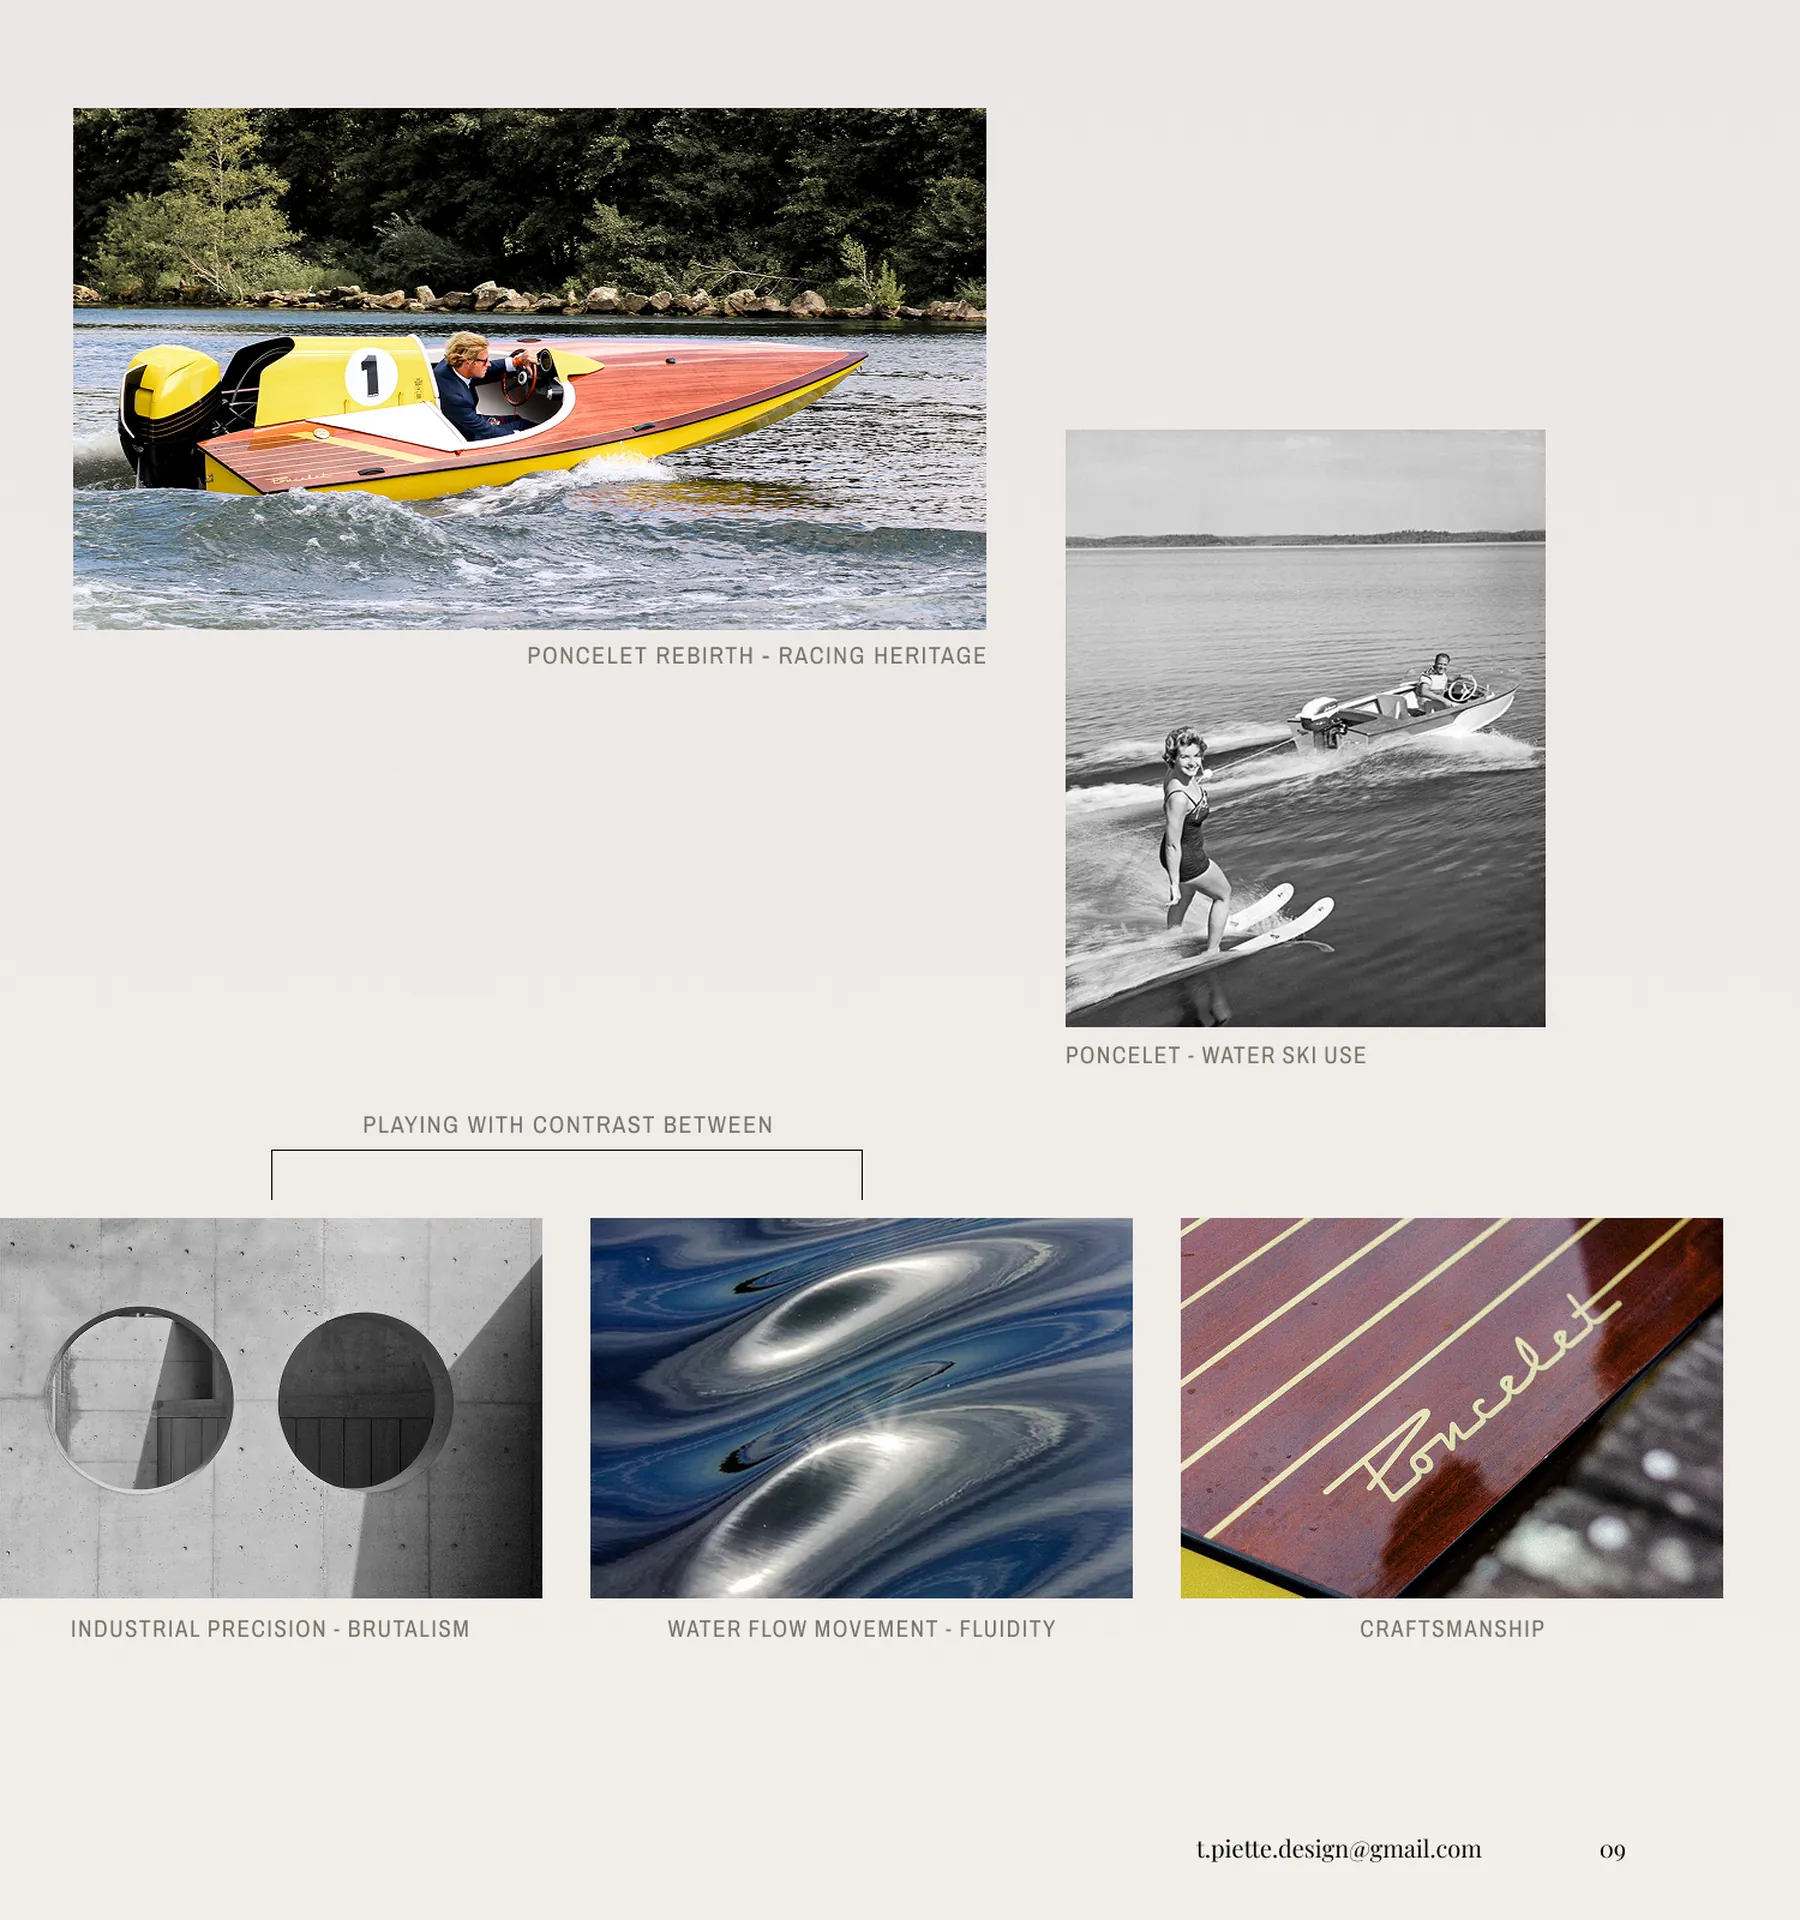 1
Poncelet
PONCELET REBIRTH - RACING HERITAGE
PONCELET - WATER SKI USE
PLAYING WITH CONTRAST BETWEEN
Poncelet
INDUSTRIAL PRECISION - BRUTALISM
WATER FLOW MOVEMENT - FLUIDITY
CRAFTSMANSHIP
t.piette.design@gmail.com
09